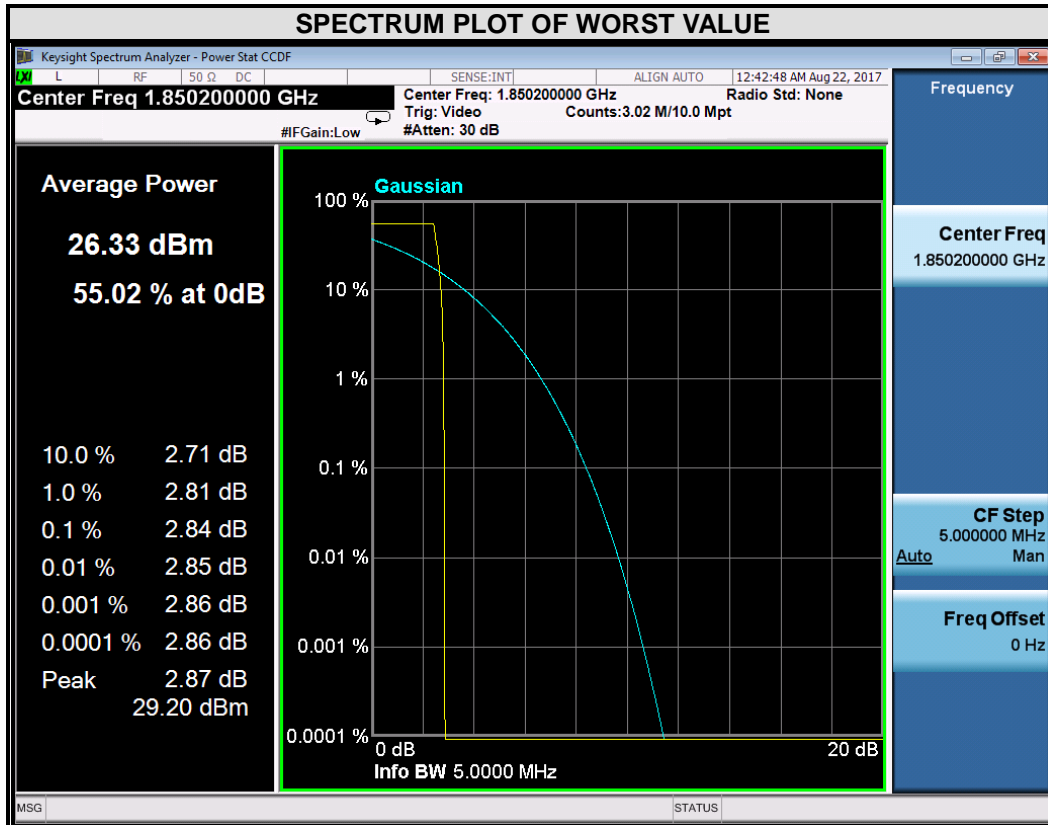 SPECTRUM PLOT OF WORST VALUE
Keysight Spectrum Analyzer - Power Stat CCDF
LXI L RF 50 Ω DC SENSE:INT ALIGN AUTO 12:42:48 AM Aug 22, 2017
Center Freq 1.850200000 GHz
#IFGain:Low
Center Freq: 1.850200000 GHz Radio Std: None
Trig: Video Counts:3.02 M/10.0 Mpt
#Atten: 30 dB
Average Power
26.33 dBm
55.02 % at 0dB
10.0 % 2.71 dB
1.0 % 2.81 dB
0.1 % 2.84 dB
0.01 % 2.85 dB
0.001 % 2.86 dB
0.0001 % 2.86 dB
Peak 2.87 dB
29.20 dBm
Gaussian
100 %
10 %
1 %
0.1 %
0.01 %
0.001 %
0.0001 %
0 dB 20 dB
Info BW 5.0000 MHz
Frequency
Center Freq
1.850200000 GHz
CF Step
5.000000 MHz
Auto Man
Freq Offset
0 Hz
MSG STATUS